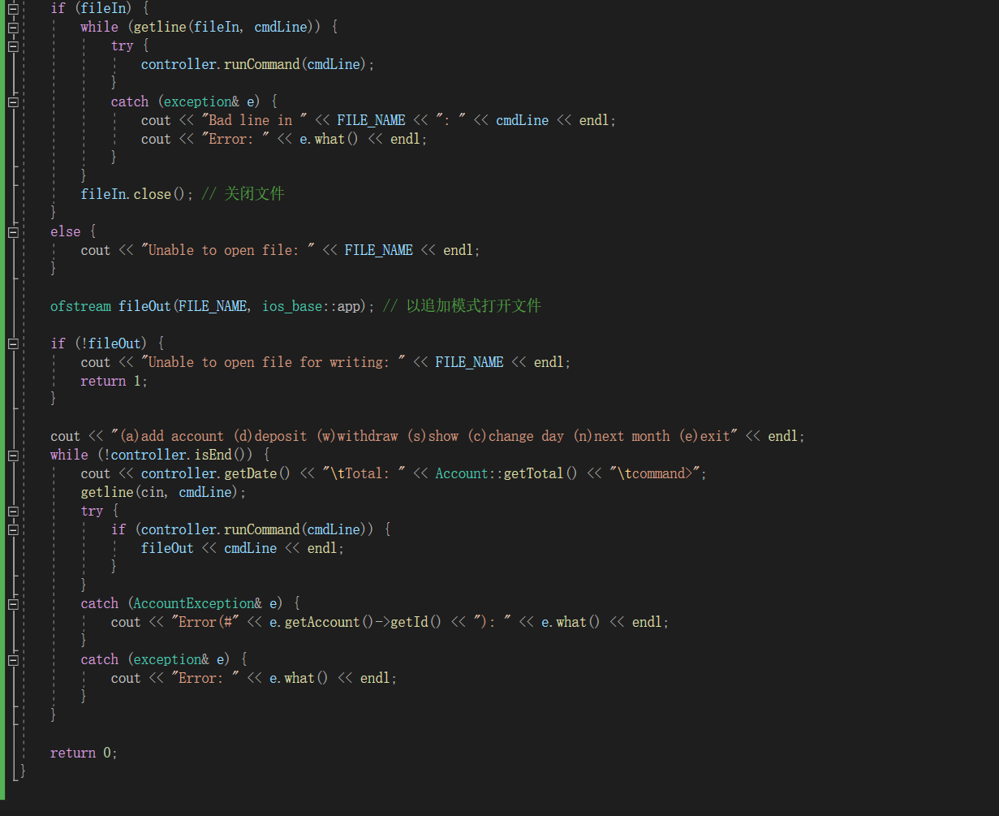 if (fileIn) {
while (getline(fileIn, cmdLine)) {
try {
controller.runCommand(cmdLine);
}
catch (exception& e) {
cout << "Bad line in " << FILE_NAME << ": " << cmdLine << endl;
cout << "Error: " << e.what() << endl;
}
}
fileIn.close(); // 关闭文件
}
else {
cout << "Unable to open file: " << FILE_NAME << endl;
}
ofstream fileOut(FILE_NAME, ios_base::app); // 以追加模式打开文件
if (!fileOut) {
cout << "Unable to open file for writing: " << FILE_NAME << endl;
return 1;
}
cout << "(a)add account (d)deposit (w)withdraw (s)show (c)change day (n)next month (e)exit" << endl;
while (!controller.isEnd()) {
cout << controller.getDate() << "\tTotal: " << Account::getTotal() << "\tcommand>";
getline(cin, cmdLine);
try {
if (controller.runCommand(cmdLine)) {
fileOut << cmdLine << endl;
}
}
catch (AccountException& e) {
cout << "Error(#" << e.getAccount()->getId() << "): " << e.what() << endl;
}
catch (exception& e) {
cout << "Error: " << e.what() << endl;
}
}
return 0;
}